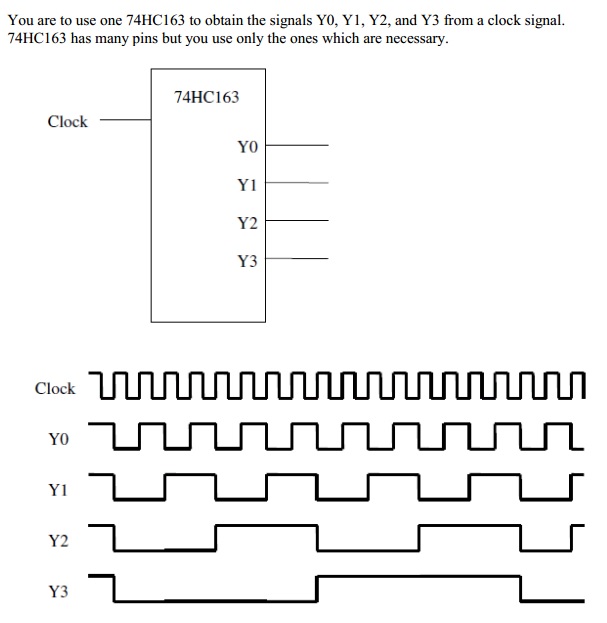 You are to use one 74HC163 to obtain the signals Y0, Y1, Y2, and Y3 from a clock signal.
74HC163 has many pins but you use only the ones which are necessary.
74HC163
Clock
Y0
Y1
Y2
Y3
Clock
Y0
Y1
Y2
Y3